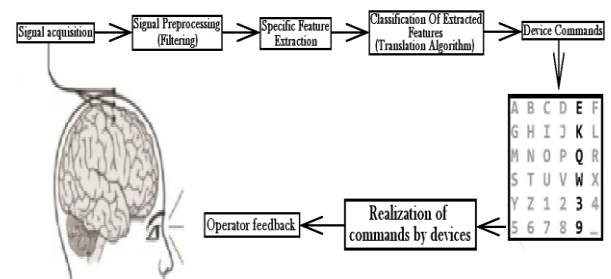 Signal acquisition
Signal Preprocessing
(Filtering)
Specific Feature
Extraction
Classification Of Extracted
Features
(Translation Algorithm)
Device Commands
A B C D E F
G H I J K L
M N O P Q R
S T U V W X
Y Z 1 2 3 4
5 6 7 8 9 _
Realization of
commands by devices
Operator feedback